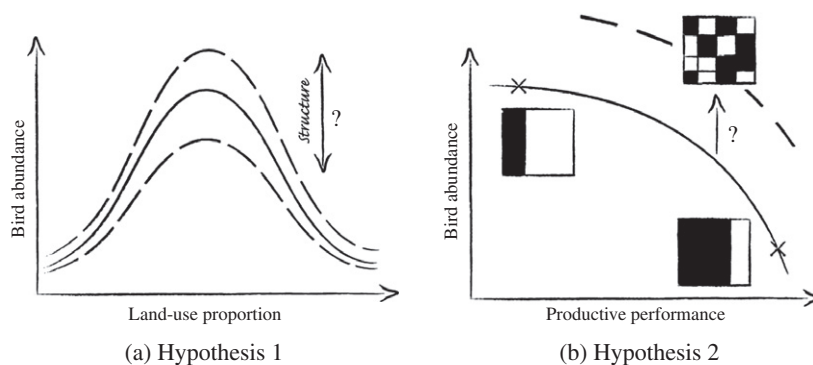 Bird abundance
Structure
?
Land-use proportion
(a) Hypothesis 1
Bird abundance
?
Productive performance
(b) Hypothesis 2